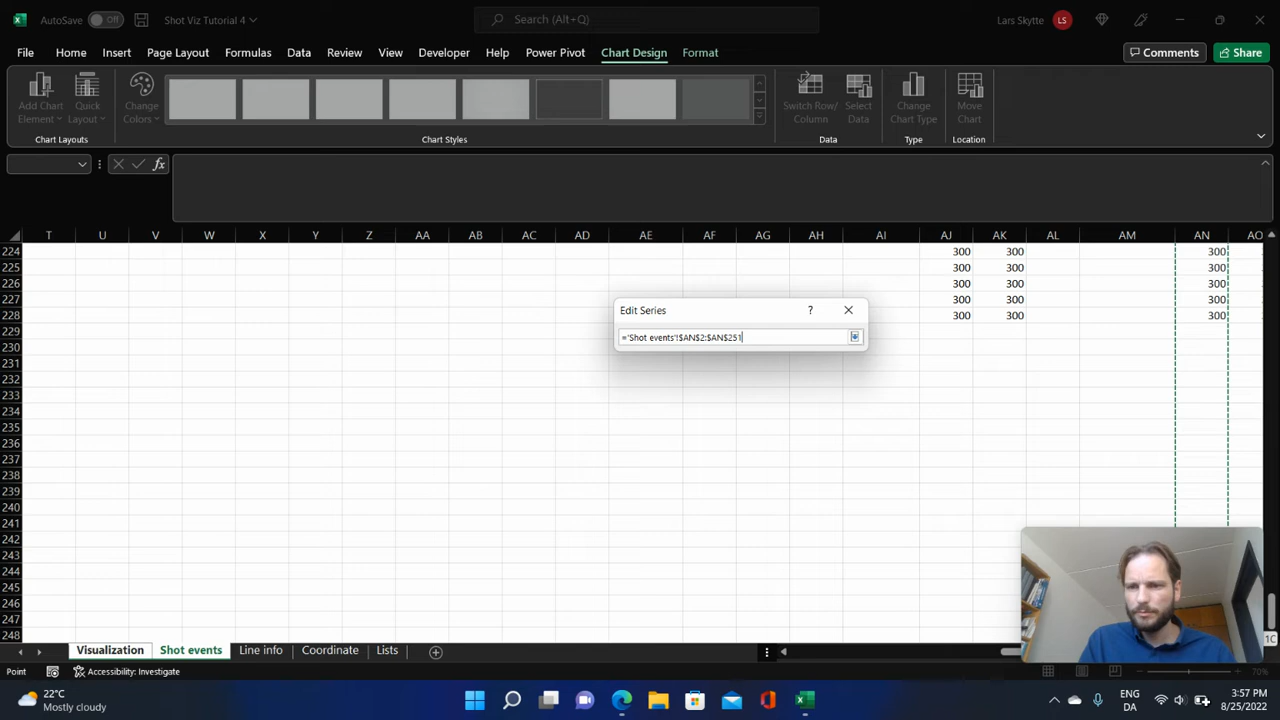 AutoSave Off Shot Viz Tutorial 4 Search (Alt+Q) Lars Skytte LS
File Home Insert Page Layout Formulas Data Review View Developer Help Power Pivot Chart Design Format Comments Share
Add Chart Element Quick Layout Change Colors Switch Row/ Column Select Data Change Chart Type Move Chart
Chart Layouts Chart Styles Data Type Location
fx
T U V W X Y Z AA AB AC AD AE AF AG AH AI AJ AK AL AM AN AO
224 300 300 300
225 300 300 300
226 300 300 300
227 300 300 300
228 300 300 300
229
230
231
232
233
234
235
236
237
238
239
240
241
242
243
244
245
246
247
248
Edit Series ?
='Shot events'!$AN$2:$AN$251
1C
Visualization Shot events Line info Coordinate Lists
Point Accessibility: Investigate 70%
22°C
Mostly cloudy
ENG
DA
3:57 PM
8/25/2022